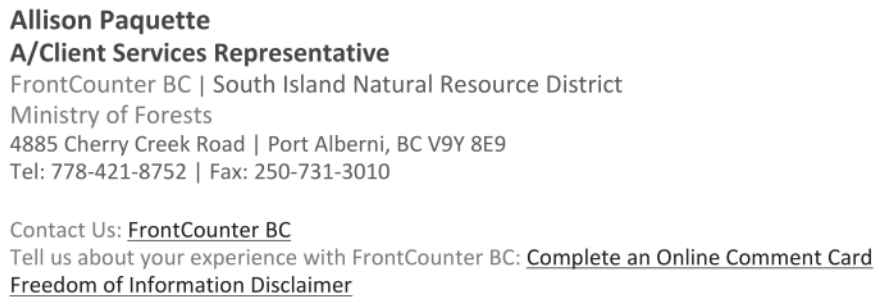 Allison Paquette
A/Client Services Representative
FrontCounter BC | South Island Natural Resource District
Ministry of Forests
4885 Cherry Creek Road | Port Alberni, BC V9Y 8E9
Tel: 778-421-8752 | Fax: 250-731-3010
Contact Us: FrontCounter BC
Tell us about your experience with FrontCounter BC: Complete an Online Comment Card
Freedom of Information Disclaimer